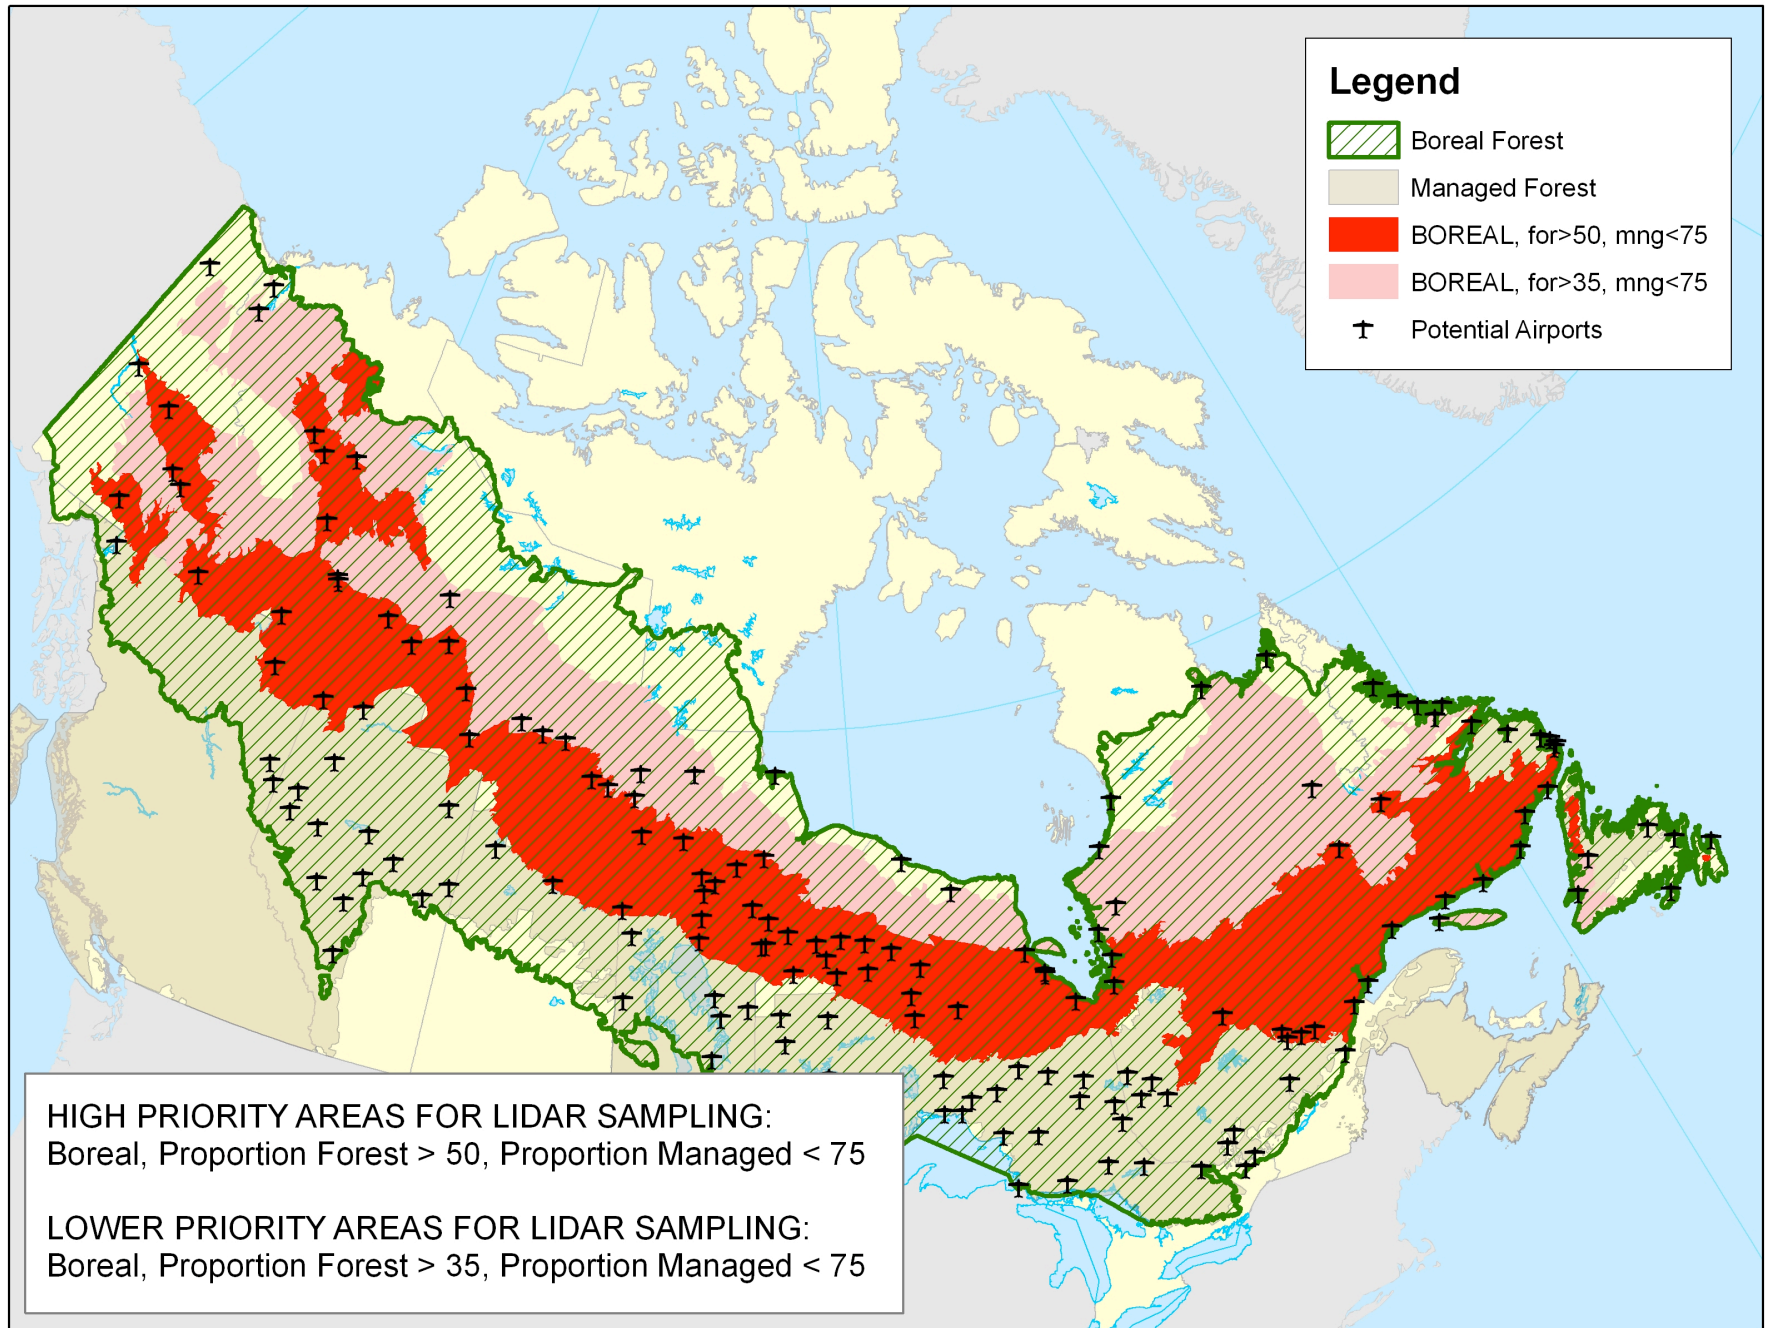 Legend
Boreal Forest
Managed Forest
BOREAL, for>50, mng<75
BOREAL, for>35, mng<75
Potential Airports
HIGH PRIORITY AREAS FOR LIDAR SAMPLING:
Boreal, Proportion Forest > 50, Proportion Managed < 75
LOWER PRIORITY AREAS FOR LIDAR SAMPLING:
Boreal, Proportion Forest > 35, Proportion Managed < 75